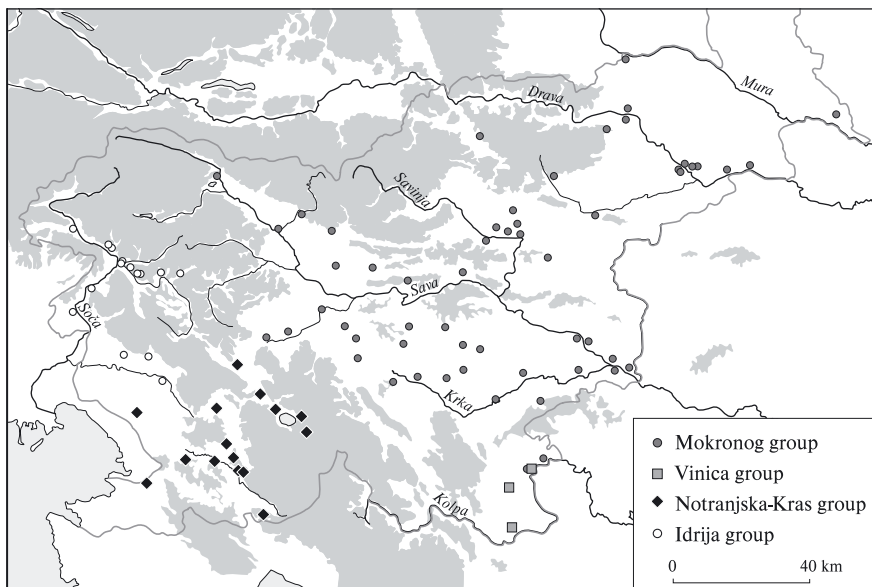 Mura
Drava
Savinja
Sava
Soča
Krka
Kolpa
Mokronog group
Vinica group
Notranjska-Kras group
Idrija group
0
40 km